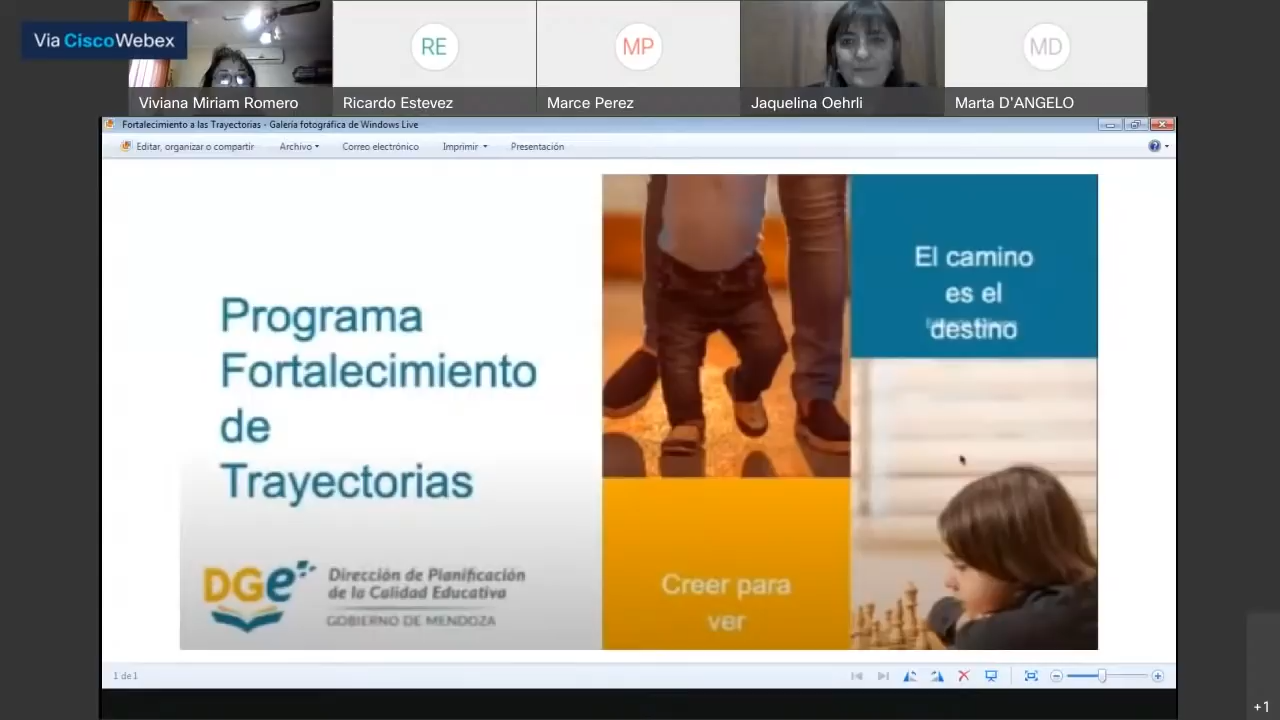 Via Cisco Webex
Viviana Miriam Romero
RE
Ricardo Estevez
MP
Marce Perez
Jaquelina Oehrli
MD
Marta D'ANGELO
Fortalecimiento a las Trayectorias - Galería fotográfica de Windows Live
Editar, organizar o compartir
Archivo
Correo electrónico
Imprimir
Presentación
Programa
Fortalecimiento
de
Trayectorias
DGe
Dirección de Planificación
de la Calidad Educativa
GOBIERNO DE MENDOZA
El camino
es el
destino
Creer para
ver
1 de 1
+1